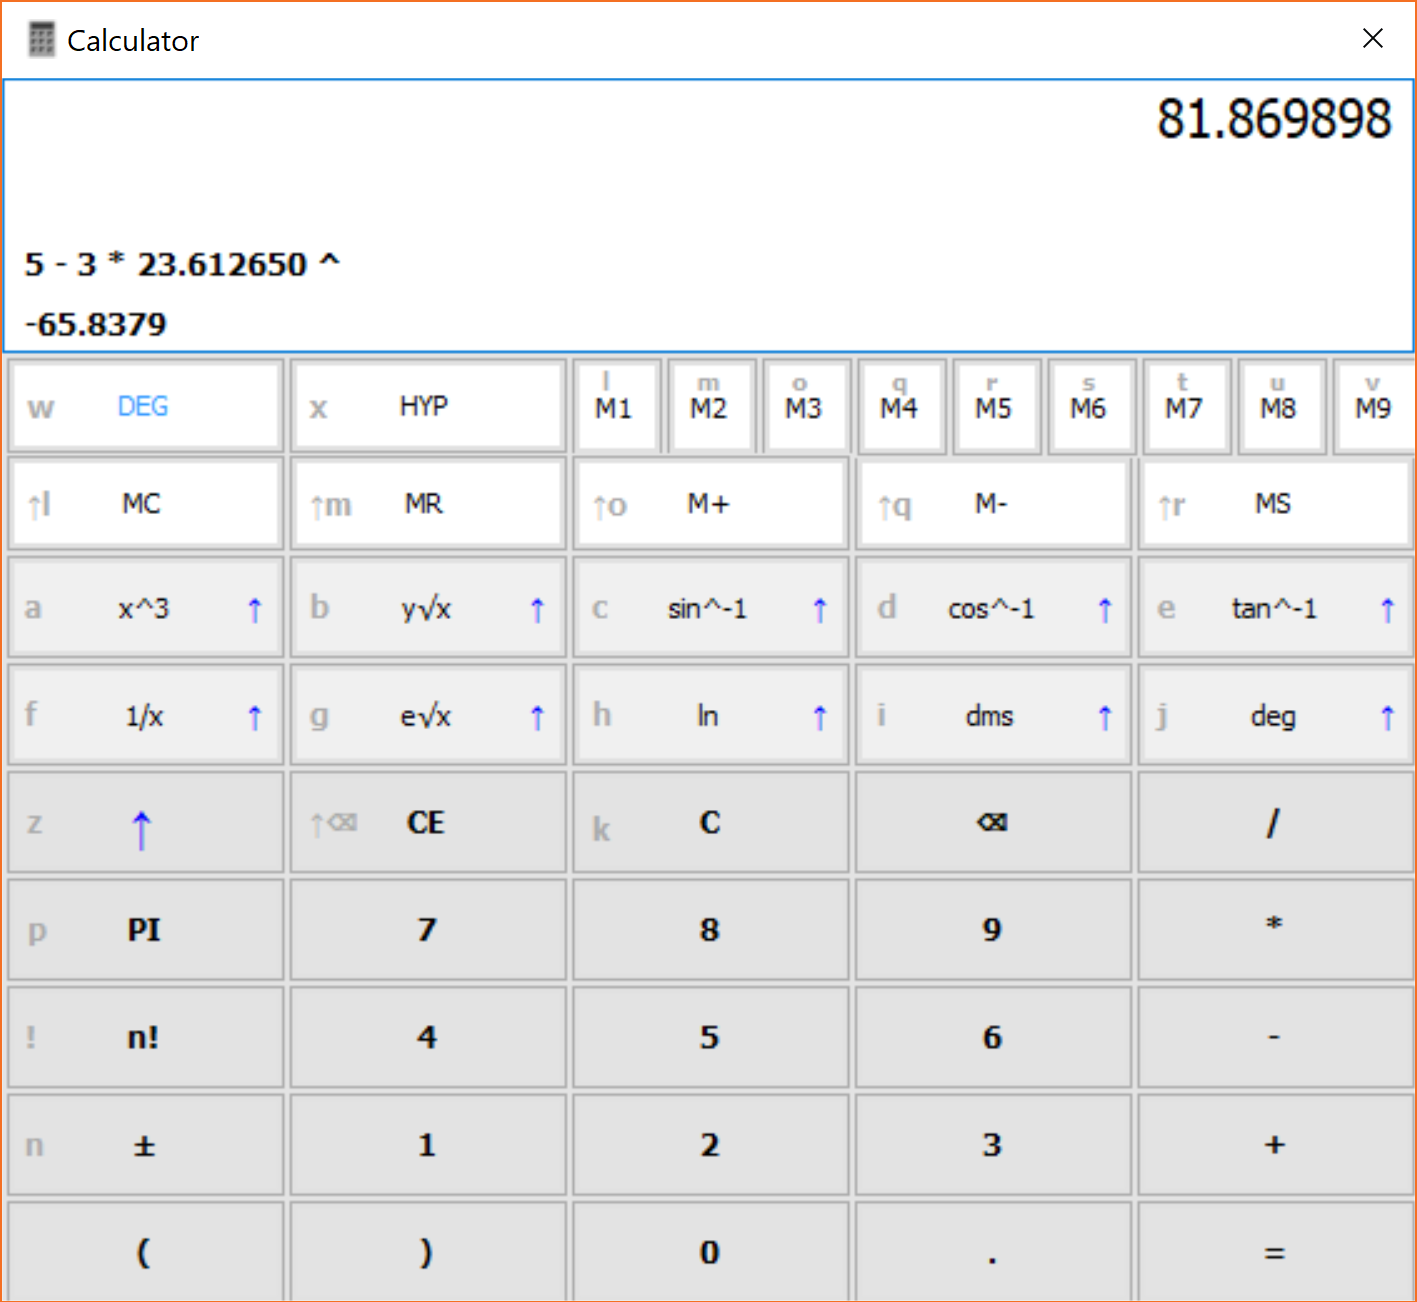 Calculator
81.869898
5 - 3 * 23.612650 ^
-65.8379
w DEG x HYP l M1 m M2 o M3 q M4 r M5 s M6 t M7 u M8 v M9
↑l MC ↑m MR ↑o M+ ↑q M- ↑r MS
a x^3 ↑ b y√x ↑ c sin^-1 ↑ d cos^-1 ↑ e tan^-1 ↑
f 1/x ↑ g e√x ↑ h ln ↑ i dms ↑ j deg ↑
z ↑ ↑⌫ CE k C ⌫ /
p PI 7 8 9 *
! n! 4 5 6 -
n ± 1 2 3 +
( ) 0 . =